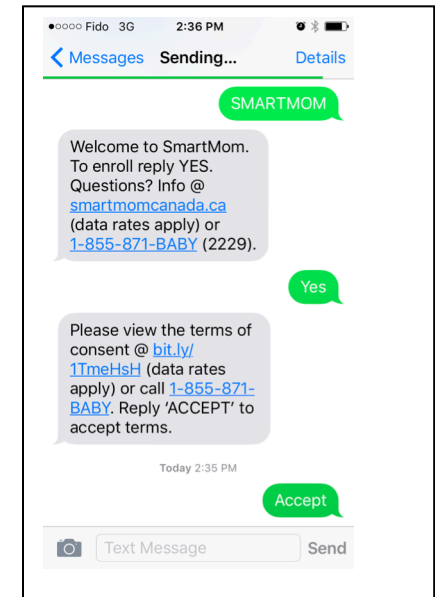 Fido 3G 2:36 PM
Messages Sending... Details
SMARTMOM
Welcome to SmartMom.
To enroll reply YES.
Questions? Info @
smartmomcanada.ca
(data rates apply) or
1-855-871-BABY (2229).
Yes
Please view the terms of
consent @ bit.ly/
1TmeHsH (data rates
apply) or call 1-855-871-
BABY. Reply ‘ACCEPT’ to
accept terms.
Today 2:35 PM
Accept
Text Message Send